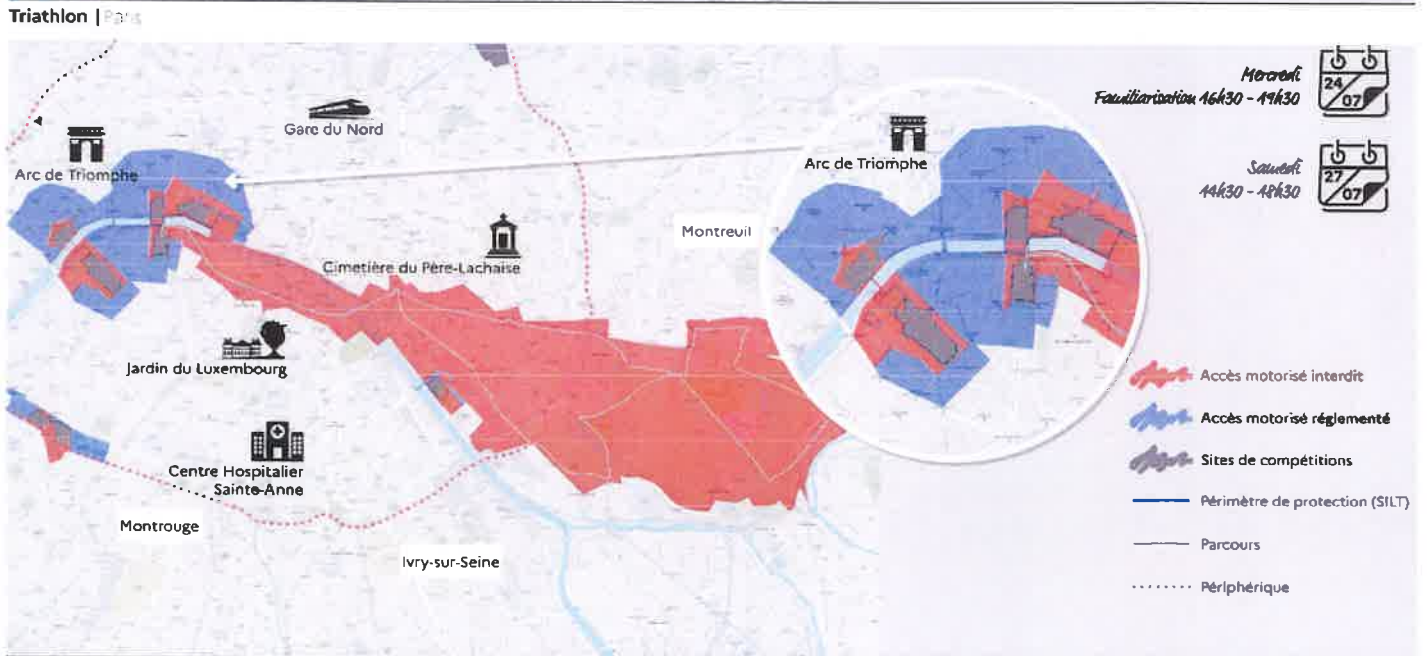 Triathlon | Paris
Mercredi
Familiarisation 16h30 - 19h30
24
07
Samedi
14h30 - 18h30
27
07
Gare du Nord
Arc de Triomphe
Arc de Triomphe
Montreuil
Cimetière du Père-Lachaise
Jardin du Luxembourg
Centre Hospitalier
Sainte-Anne
Montrouge
Ivry-sur-Seine
Accès motorisé interdit
Accès motorisé réglementé
Sites de compétitions
Périmètre de protection (SILT)
Parcours
Périphérique